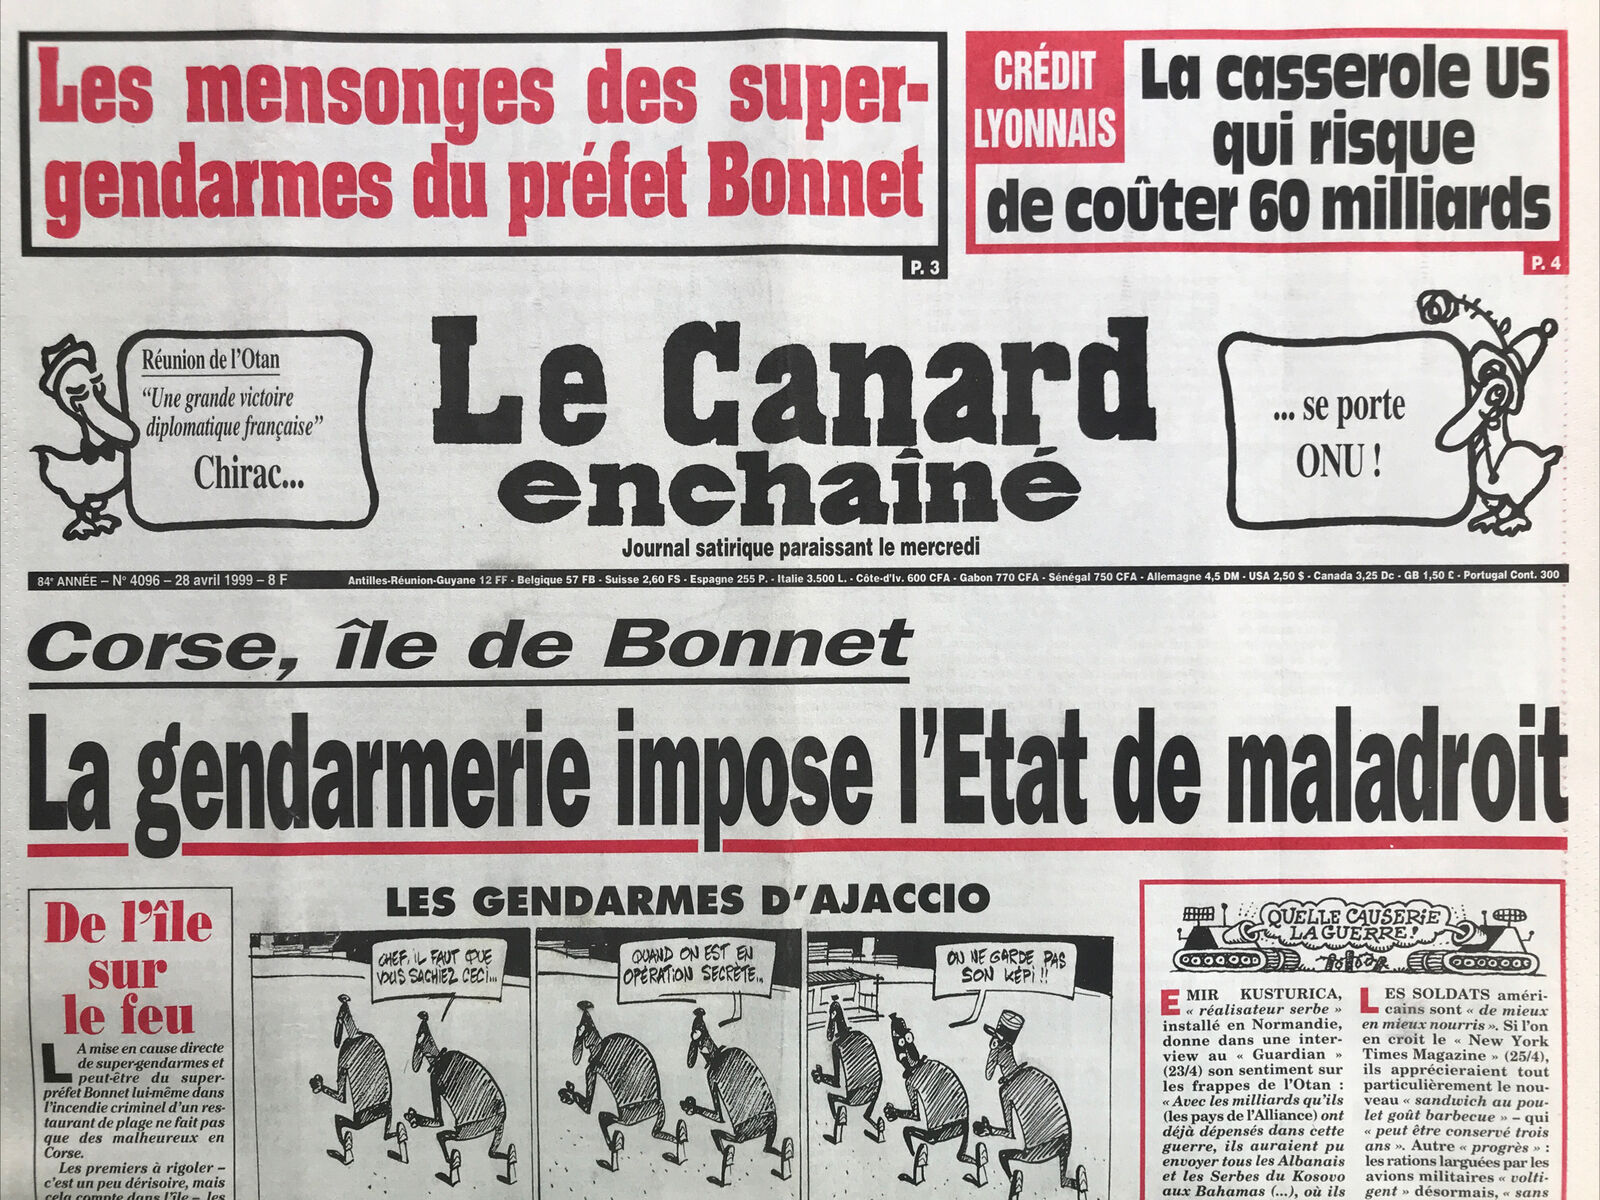 Les mensonges des super-
gendarmes du préfet Bonnet
P. 3
CRÉDIT
LYONNAIS
La casserole US
qui risque
de coûter 60 milliards
P. 4
Réunion de l'Otan
"Une grande victoire
diplomatique française"
Chirac...
Le Canard
enchaîné
Journal satirique paraissant le mercredi
... se porte
ONU !
84e ANNÉE – N° 4096 – 28 avril 1999 – 8 F
Antilles-Réunion-Guyane 12 FF - Belgique 57 FB - Suisse 2,60 FS - Espagne 255 P. - Italie 3.500 L. - Côte-d'Iv. 600 CFA - Gabon 770 CFA - Sénégal 750 CFA - Allemagne 4,5 DM - USA 2,50 $ - Canada 3,25 Dc - GB 1,50 £ - Portugal Cont. 300
Corse, île de Bonnet
La gendarmerie impose l'Etat de maladroit
De l'île
sur
le feu
LA mise en cause directe
de super-gendarmes et
peut-être du super-
préfet Bonnet lui-même dans
l'incendie criminel d'un res-
taurant de plage ne fait pas
que des malheureux en
Corse.
Les premiers à rigoler –
c'est un peu dérisoire, mais
cela compte dans l'île – les
LES GENDARMES D'AJACCIO
CHEF, IL FAUT QUE
VOUS SACHIEZ CECI...
QUAND ON EST EN
OPÉRATION SECRÈTE..
ON NE GARDE PAS
SON KÉPI !!
QUELLE CAUSERIE
LA GUERRE !
EMIR KUSTURICA,
« réalisateur serbe »
installé en Normandie,
donne dans une inter-
view au « Guardian »
(23/4) son sentiment sur
les frappes de l'Otan :
« Avec les milliards qu'ils
(les pays de l'Alliance) ont
déjà dépensés dans cette
guerre, ils auraient pu
envoyer tous les Albanais
et les Serbes du Kosovo
aux Bahamas (...), où ils
LES SOLDATS améri-
cains sont « de mieux
en mieux nourris ». Si l'on
en croit le « New York
Times Magazine » (25/4),
ils apprécieraient tout
particulièrement le nou-
veau « sandwich au pou-
let goût barbecue » – qui
« peut être conservé trois
ans ». Autre « progrès » :
les rations larguées par les
avions militaires « volti-
gent » désormais, « sans